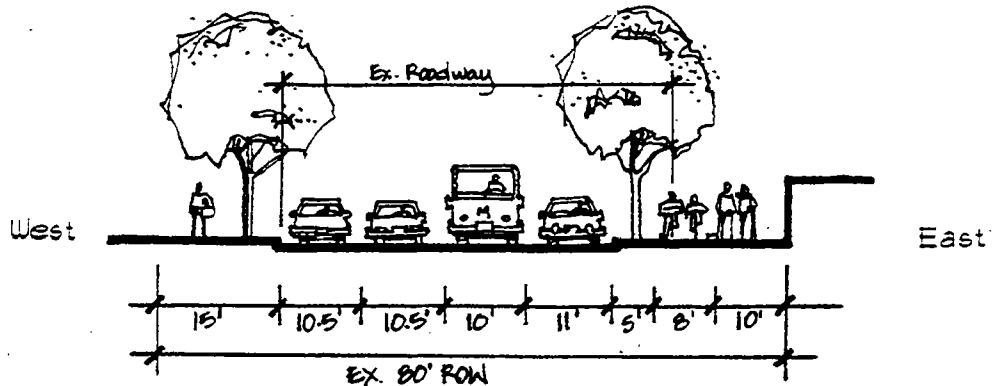 Ex. Roadway
M
West
East
15' 10.5' 10.5' 10' 11' 5' 8' 10'
EX. 80' ROW